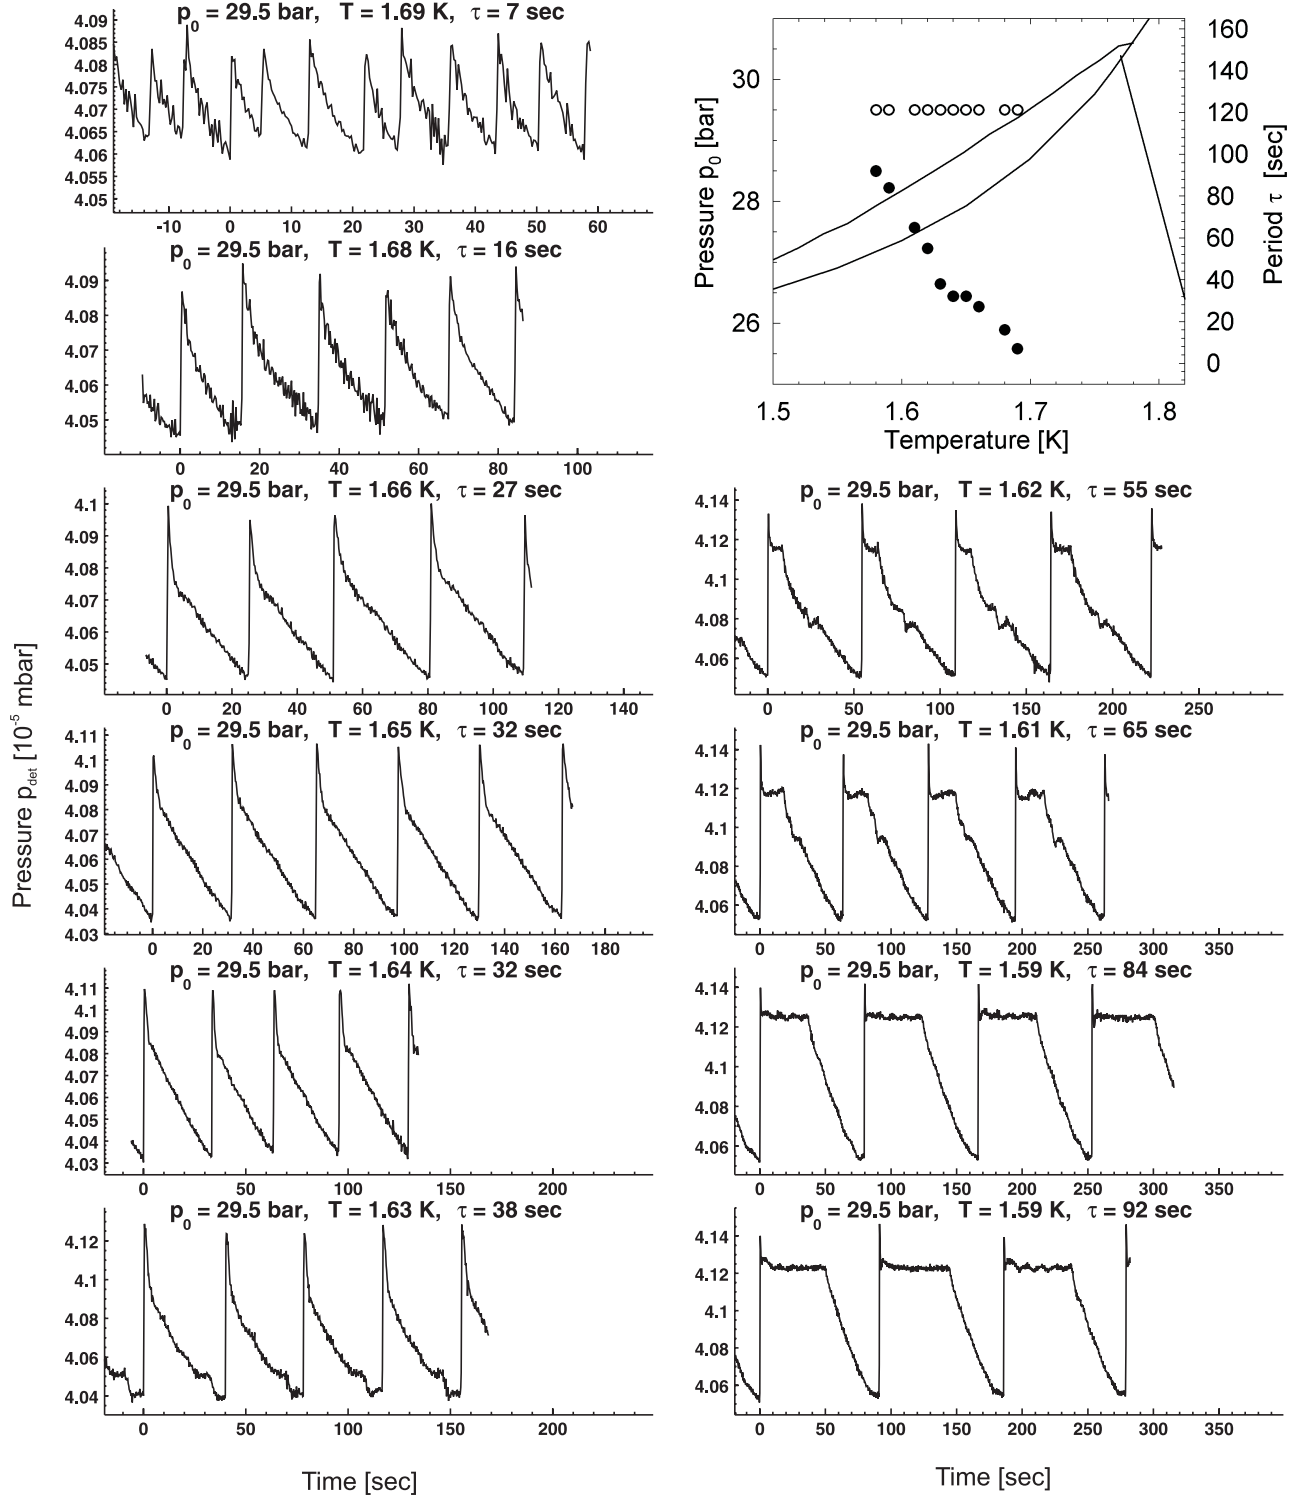 p0 = 29.5 bar, T = 1.69 K, τ = 7 sec
4.09
4.085
4.08
4.075
4.07
4.065
4.06
4.055
4.05
-10 0 10 20 30 40 50 60
p0 = 29.5 bar, T = 1.68 K, τ = 16 sec
4.09
4.08
4.07
4.06
4.05
0 20 40 60 80 100
p0 = 29.5 bar, T = 1.66 K, τ = 27 sec
4.1
4.09
4.08
4.07
4.06
4.05
0 20 40 60 80 100 120 140
p0 = 29.5 bar, T = 1.65 K, τ = 32 sec
4.11
4.1
4.09
4.08
4.07
4.06
4.05
4.04
4.03
0 20 40 60 80 100 120 140 160 180
p0 = 29.5 bar, T = 1.64 K, τ = 32 sec
4.11
4.1
4.09
4.08
4.07
4.06
4.05
4.04
4.03
0 50 100 150 200
p0 = 29.5 bar, T = 1.63 K, τ = 38 sec
4.12
4.1
4.08
4.06
4.04
0 50 100 150 200
Time [sec]
Pressure pdet [10-5 mbar]
Pressure p0 [bar]
30
28
26
1.5 1.6 1.7 1.8
Temperature [K]
160
140
120
100
80
60
40
20
0
Period τ [sec]
p0 = 29.5 bar, T = 1.62 K, τ = 55 sec
4.14
4.12
4.1
4.08
4.06
0 50 100 150 200 250
p0 = 29.5 bar, T = 1.61 K, τ = 65 sec
4.14
4.12
4.1
4.08
4.06
0 50 100 150 200 250 300 350
p0 = 29.5 bar, T = 1.59 K, τ = 84 sec
4.14
4.12
4.1
4.08
4.06
0 50 100 150 200 250 300 350
p0 = 29.5 bar, T = 1.59 K, τ = 92 sec
4.14
4.12
4.1
4.08
4.06
0 50 100 150 200 250 300 350
Time [sec]